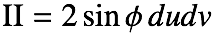 II = 2 sin ϕ dudv